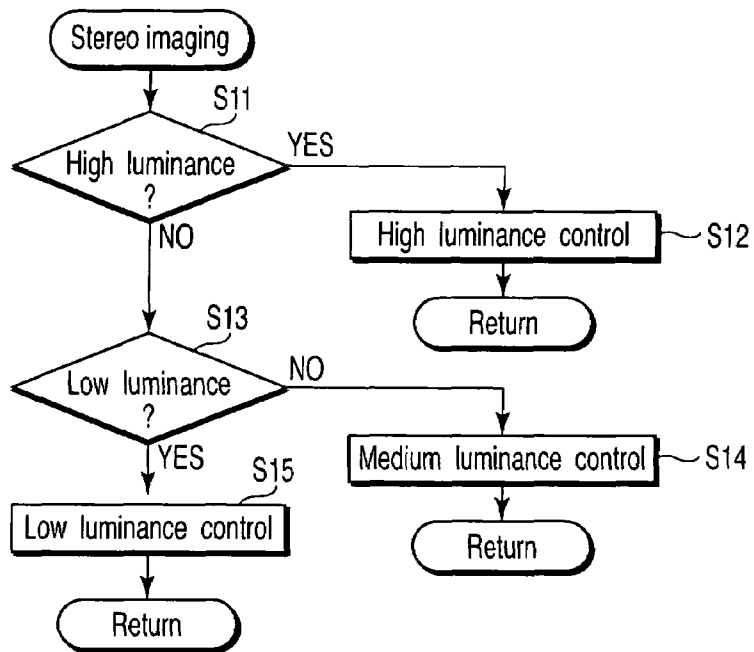 Stereo imaging
S11
High luminance
?
YES
NO
High luminance control
S12
Return
S13
Low luminance
?
NO
YES
Medium luminance control
S14
Return
S15
Low luminance control
Return